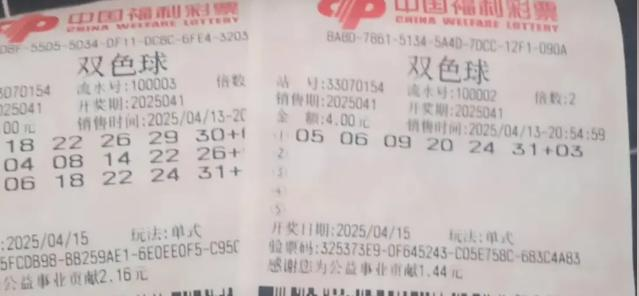 中国福利彩票
CHINA WELFARE LOTTERY
D8F-5505-5034-0F11-DC8C-6FE4-3203
双色球
33070154 流水号:100003 倍数
025041 开奖期:2025041
.00元 销售时间:2025/04/13-20
18 22 26 29 30+
04 08 14 22 26+
06 18 22 24 31+
:2025/04/15 玩法:单式
5FCDB98-BB259AE1-6E0EE0F5-C95C
公益事业贡献2.16元
中国福利彩票
CHINA WELFARE LOTTERY
8A8D-7861-5134-5A4D-7DCC-12F1-090A
双色球
站 号:33070154 流水号:100002 倍数:2
销售期:2025041 开奖期:2025041
金 额:4.00元 销售时间:2025/04/13-20:54:59
① 05 06 09 20 24 31+03
②
③
④
⑤
开奖日期:2025/04/15 玩法:单式
验票码:325373E9-0F645243-C05E758C-683C4A83
感谢您为公益事业贡献1.44元